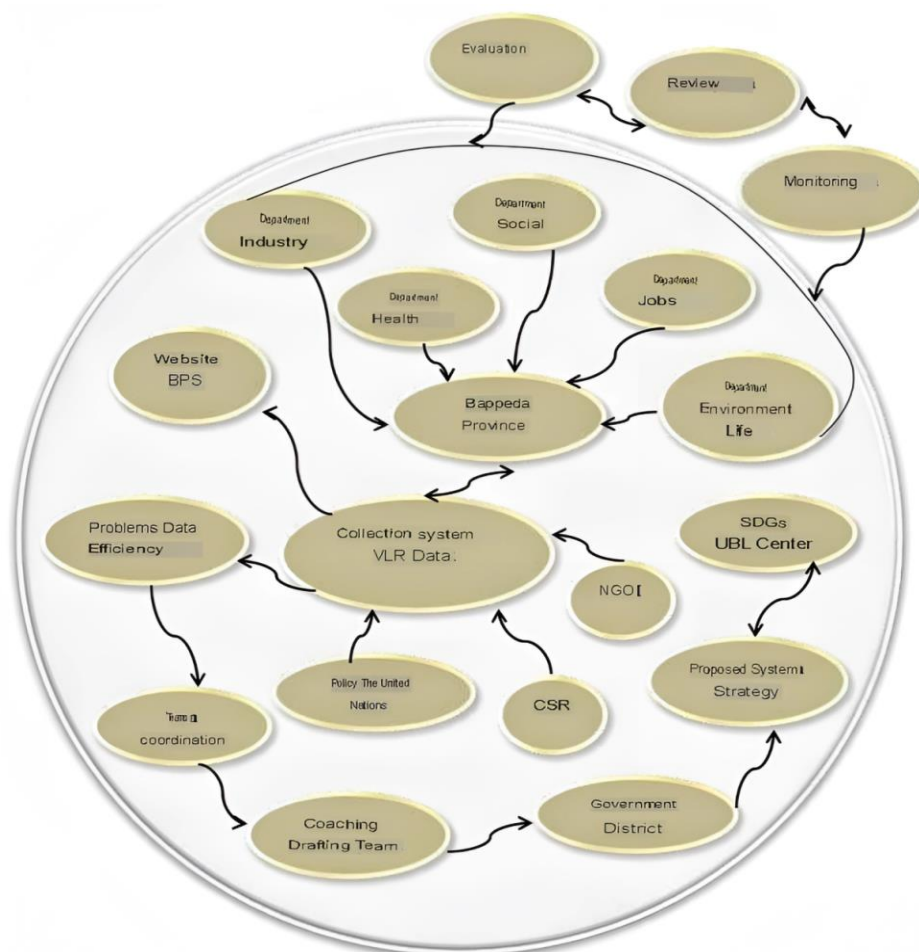 Evaluation
Review
Monitoring
Department
Industry
Department
Social
Department
Health
Department
Jobs
Website
BPS
Bappeda
Province
Department
Environment
Life
Problems Data
Efficiency
Collection system
VLR Data.
SDGs
UBL Center
NGO
Policy The United
Nations
CSR
Proposed System
Strategy
coordination
Coaching
Drafting Team
Government
District